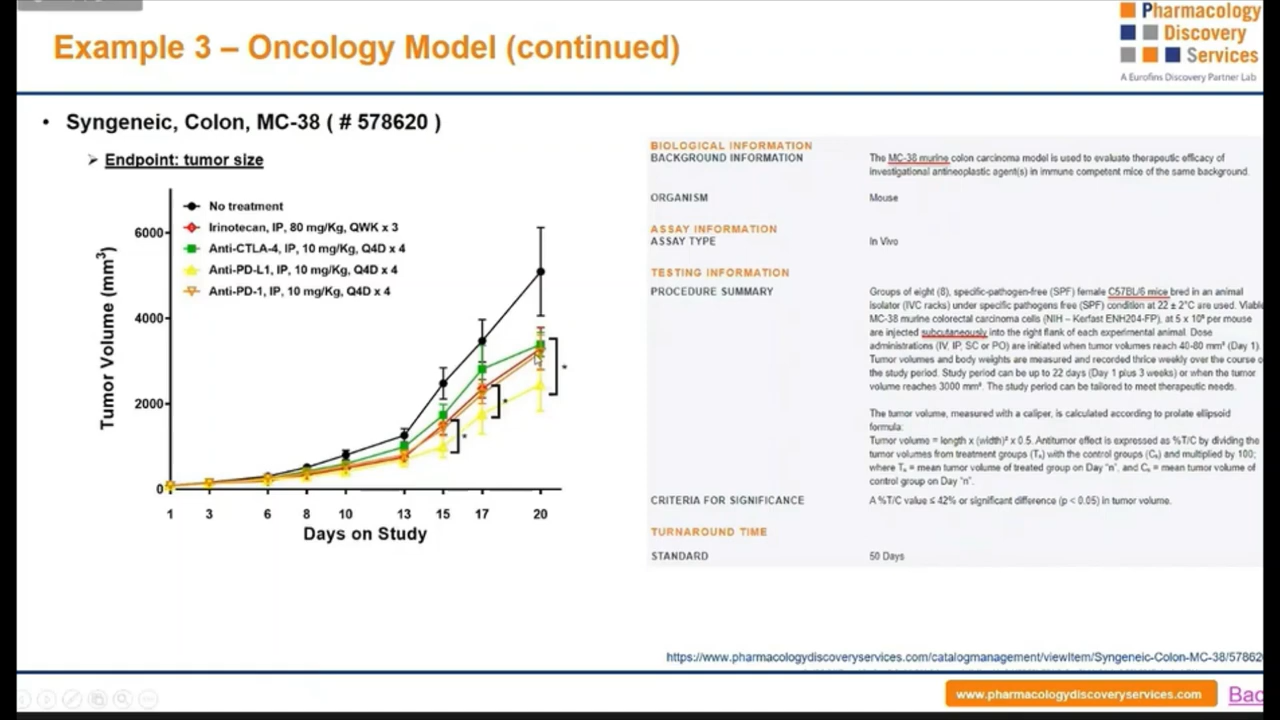 Example 3 – Oncology Model (continued)
Pharmacology
Discovery
Services
A Eurofins Discovery Partner Lab
• Syngeneic, Colon, MC-38 ( # 578620 )
➢ Endpoint: tumor size
No treatment
Irinotecan, IP, 80 mg/Kg, QWK x 3
Anti-CTLA-4, IP, 10 mg/Kg, Q4D x 4
Anti-PD-L1, IP, 10 mg/Kg, Q4D x 4
Anti-PD-1, IP, 10 mg/Kg, Q4D x 4
Tumor Volume (mm³)
6000
4000
2000
0
* * *
1 3 6 8 10 13 15 17 20
Days on Study
BIOLOGICAL INFORMATION
BACKGROUND INFORMATION
The MC-38 murine colon carcinoma model is used to evaluate therapeutic efficacy of
investigational antineoplastic agent(s) in immune competent mice of the same background.
ORGANISM
Mouse
ASSAY INFORMATION
ASSAY TYPE
In Vivo
TESTING INFORMATION
PROCEDURE SUMMARY
Groups of eight (8), specific-pathogen-free (SPF) female C57BL/6 mice bred in an animal
isolator (IVC racks) under specific pathogens free (SPF) condition at 22 ± 2°C are used. Viable
MC-38 murine colorectal carcinoma cells (NIH – Kerfast ENH204-FP), at 5 x 10⁵ per mouse
are injected subcutaneously into the right flank of each experimental animal. Dose
administrations (IV, IP, SC or PO) are initiated when tumor volumes reach 40-80 mm³ (Day 1)
Tumor volumes and body weights are measured and recorded thrice weekly over the course o
the study period. Study period can be up to 22 days (Day 1 plus 3 weeks) or when the tumor
volume reaches 3000 mm³. The study period can be tailored to meet therapeutic needs.
The tumor volume, measured with a caliper, is calculated according to prolate ellipsoid
formula:
Tumor volume = length x (width)² x 0.5. Antitumor effect is expressed as %T/C by dividing the
tumor volumes from treatment groups (Tₙ) with the control groups (Cₙ) and multiplied by 100;
where Tₙ = mean tumor volume of treated group on Day "n", and Cₙ = mean tumor volume of
control group on Day "n".
CRITERIA FOR SIGNIFICANCE
A %T/C value ≤ 42% or significant difference (p < 0.05) in tumor volume.
TURNAROUND TIME
STANDARD
50 Days
https://www.pharmacologydiscoveryservices.com/catalogmanagement/viewItem/Syngeneic-Colon-MC-38/57862
www.pharmacologydiscoveryservices.com
Bac